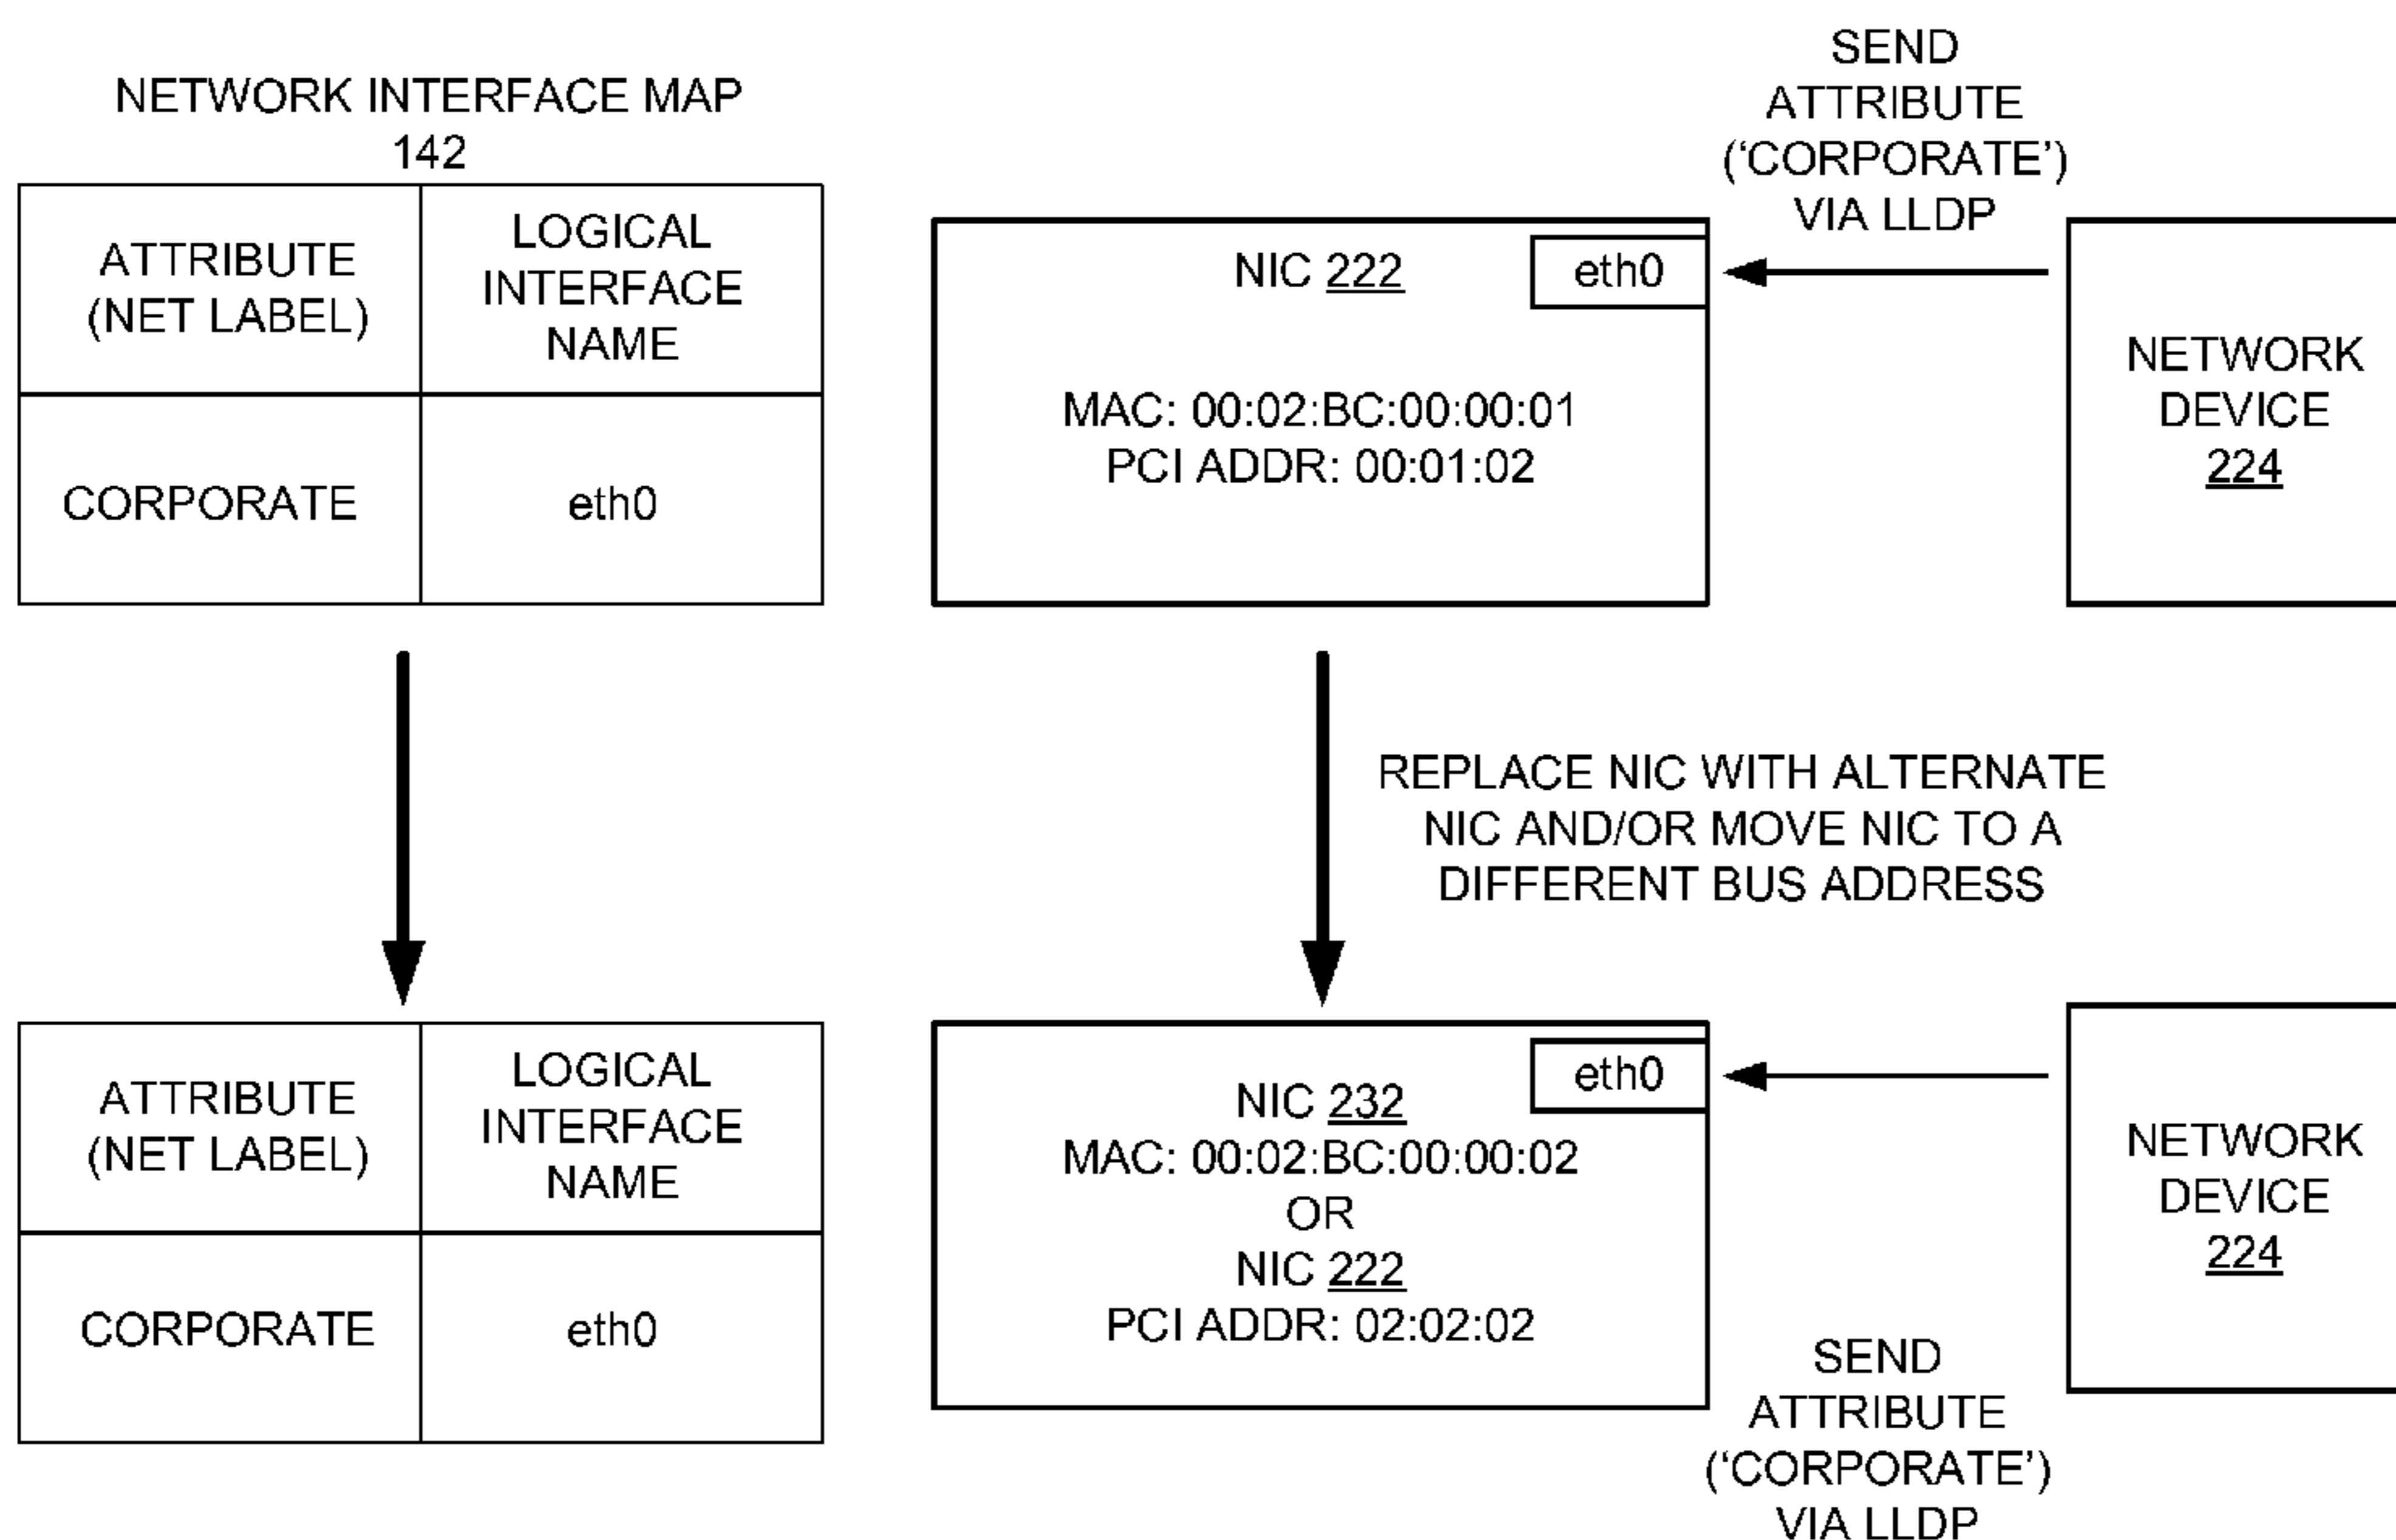 NETWORK INTERFACE MAP
142
ATTRIBUTE
(NET LABEL)
LOGICAL
INTERFACE
NAME
CORPORATE
eth0
NIC 222
eth0
MAC: 00:02:BC:00:00:01
PCI ADDR: 00:01:02
SEND
ATTRIBUTE
(‘CORPORATE’)
VIA LLDP
NETWORK
DEVICE
224
REPLACE NIC WITH ALTERNATE
NIC AND/OR MOVE NIC TO A
DIFFERENT BUS ADDRESS
ATTRIBUTE
(NET LABEL)
LOGICAL
INTERFACE
NAME
CORPORATE
eth0
eth0
NIC 232
MAC: 00:02:BC:00:00:02
OR
NIC 222
PCI ADDR: 02:02:02
NETWORK
DEVICE
224
SEND
ATTRIBUTE
(‘CORPORATE’)
VIA LLDP